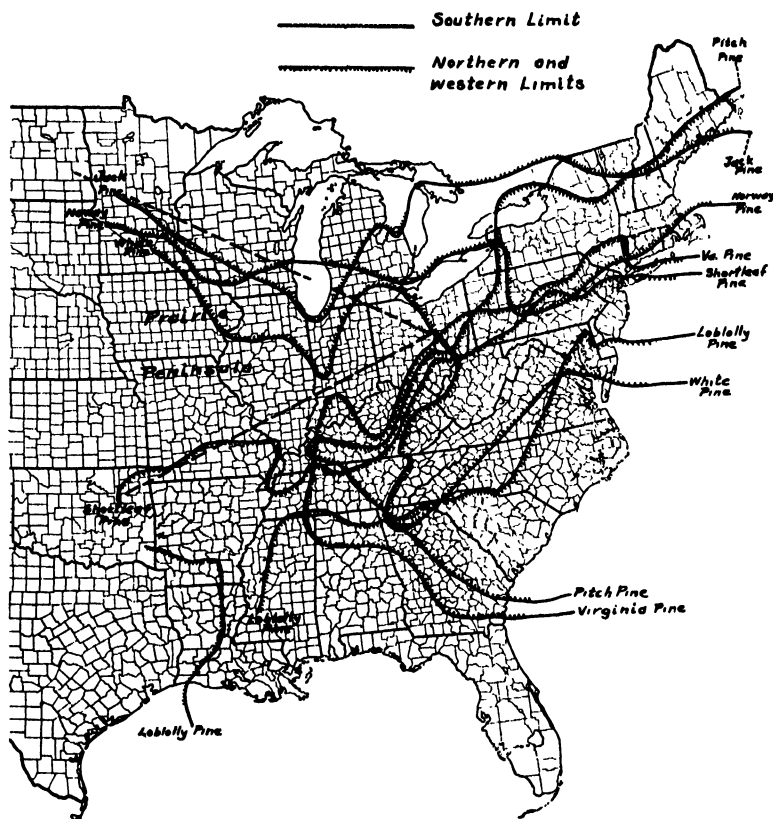 Southern Limit
Northern and
Western Limits
Pitch
Pine
Jack
Pine
Jack
Pine
Norway
Pine
Norway
Pine
White
Pine
Va. Pine
Shortleaf
Pine
Prairie
Loblolly
Pine
Peninsula
White
Pine
Shortleaf
Pine
Pitch Pine
Virginia Pine
Loblolly
Pine
Loblolly Pine